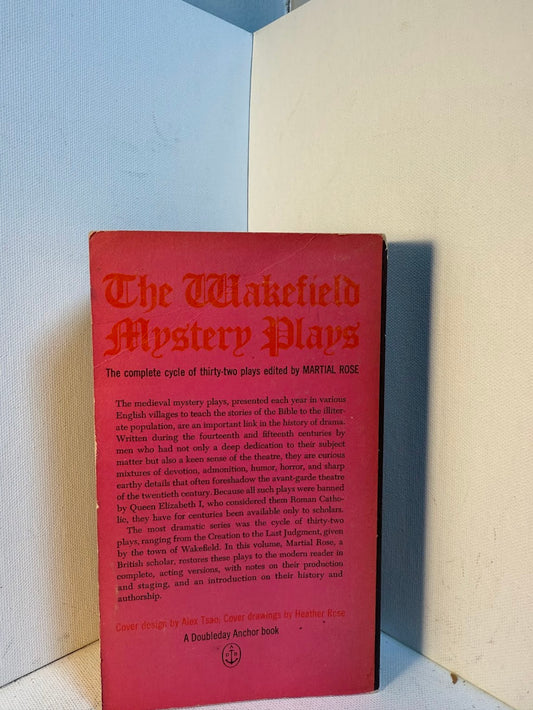 The Wakefield
Mystery Plays
The complete cycle of thirty-two plays edited by MARTIAL ROSE
The medieval mystery plays, presented each year in various
English villages to teach the stories of the Bible to the illiter-
ate population, are an important link in the history of drama.
Written during the fourteenth and fifteenth centuries by
men who had not only a deep dedication to their subject
matter but also a keen sense of the theatre, they are curious
mixtures of devotion, admonition, humor, horror, and sharp
earthy details that often foreshadow the avant-garde theatre
of the twentieth century. Because all such plays were banned
by Queen Elizabeth I, who considered them Roman Catho-
lic, they have for centuries been available only to scholars.
The most dramatic series was the cycle of thirty-two
plays, ranging from the Creation to the Last Judgment, given
by the town of Wakefield. In this volume, Martial Rose, a
British scholar, restores these plays to the modern reader in
complete, acting versions, with notes on their production
and staging, and an introduction on their history and
authorship.
Cover design by Alex Tsao; Cover drawings by Heather Rose
A Doubleday Anchor book